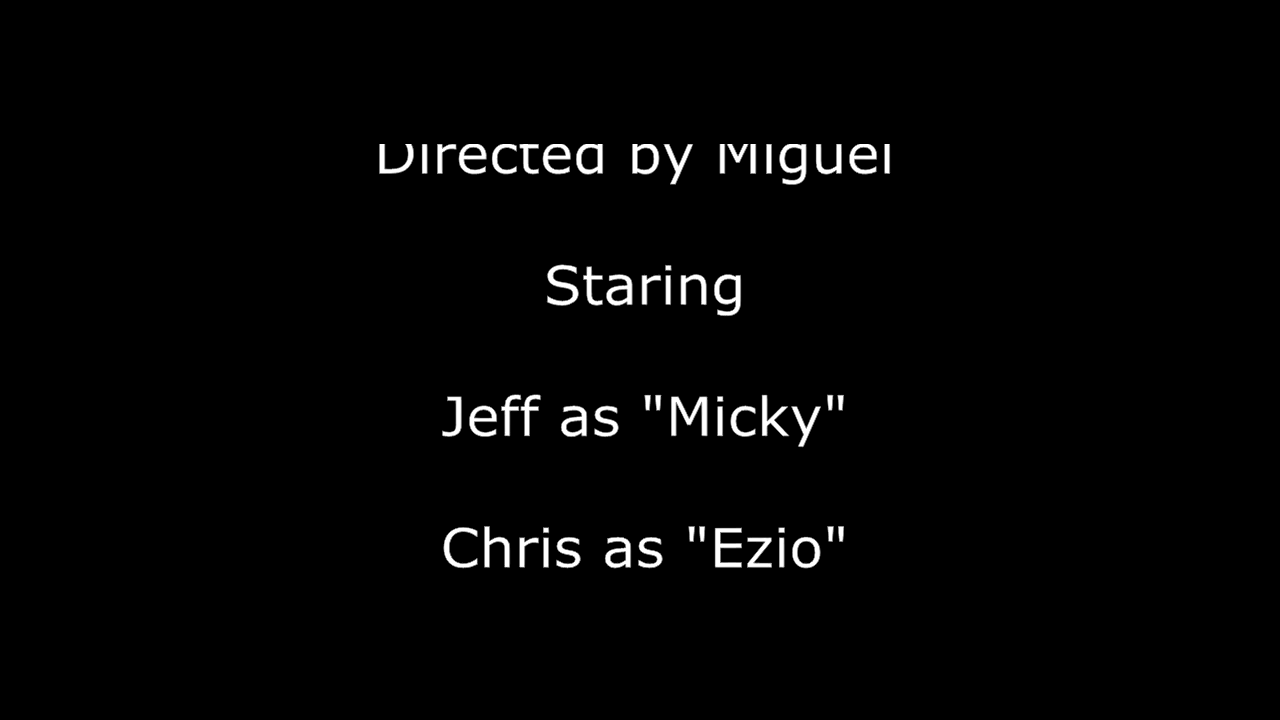 Directed by Miguel
Staring
Jeff as "Micky"
Chris as "Ezio"